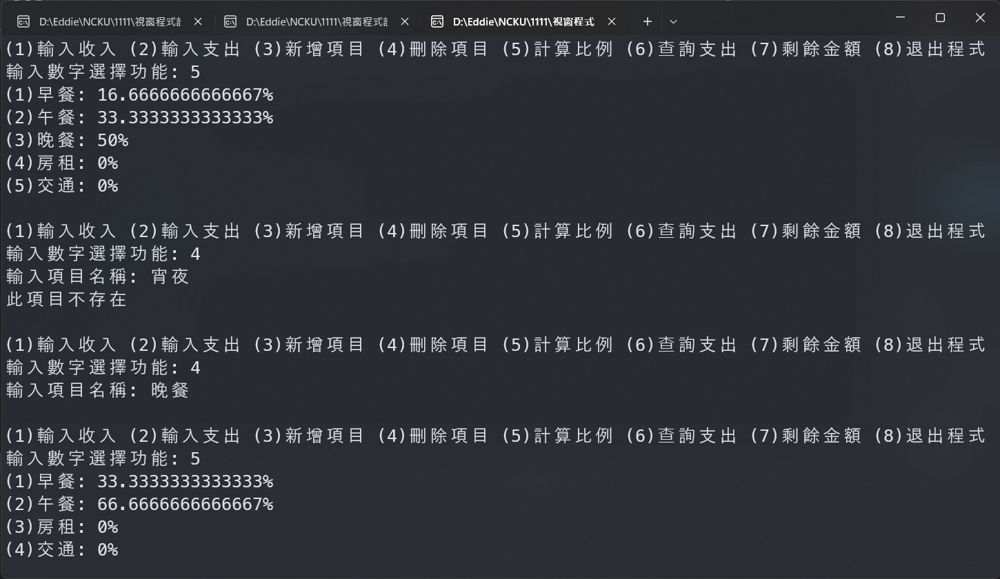 D:\Eddie\NCKU\1111\視窗程式
D:\Eddie\NCKU\1111\視窗程式
D:\Eddie\NCKU\1111\視窗程式
(1)輸入收入 (2)輸入支出 (3)新增項目 (4)刪除項目 (5)計算比例 (6)查詢支出 (7)剩餘金額 (8)退出程式
輸入數字選擇功能: 5
(1)早餐: 16.6666666666667%
(2)午餐: 33.3333333333333%
(3)晚餐: 50%
(4)房租: 0%
(5)交通: 0%
(1)輸入收入 (2)輸入支出 (3)新增項目 (4)刪除項目 (5)計算比例 (6)查詢支出 (7)剩餘金額 (8)退出程式
輸入數字選擇功能: 4
輸入項目名稱: 宵夜
此項目不存在
(1)輸入收入 (2)輸入支出 (3)新增項目 (4)刪除項目 (5)計算比例 (6)查詢支出 (7)剩餘金額 (8)退出程式
輸入數字選擇功能: 4
輸入項目名稱: 晚餐
(1)輸入收入 (2)輸入支出 (3)新增項目 (4)刪除項目 (5)計算比例 (6)查詢支出 (7)剩餘金額 (8)退出程式
輸入數字選擇功能: 5
(1)早餐: 33.3333333333333%
(2)午餐: 66.6666666666667%
(3)房租: 0%
(4)交通: 0%